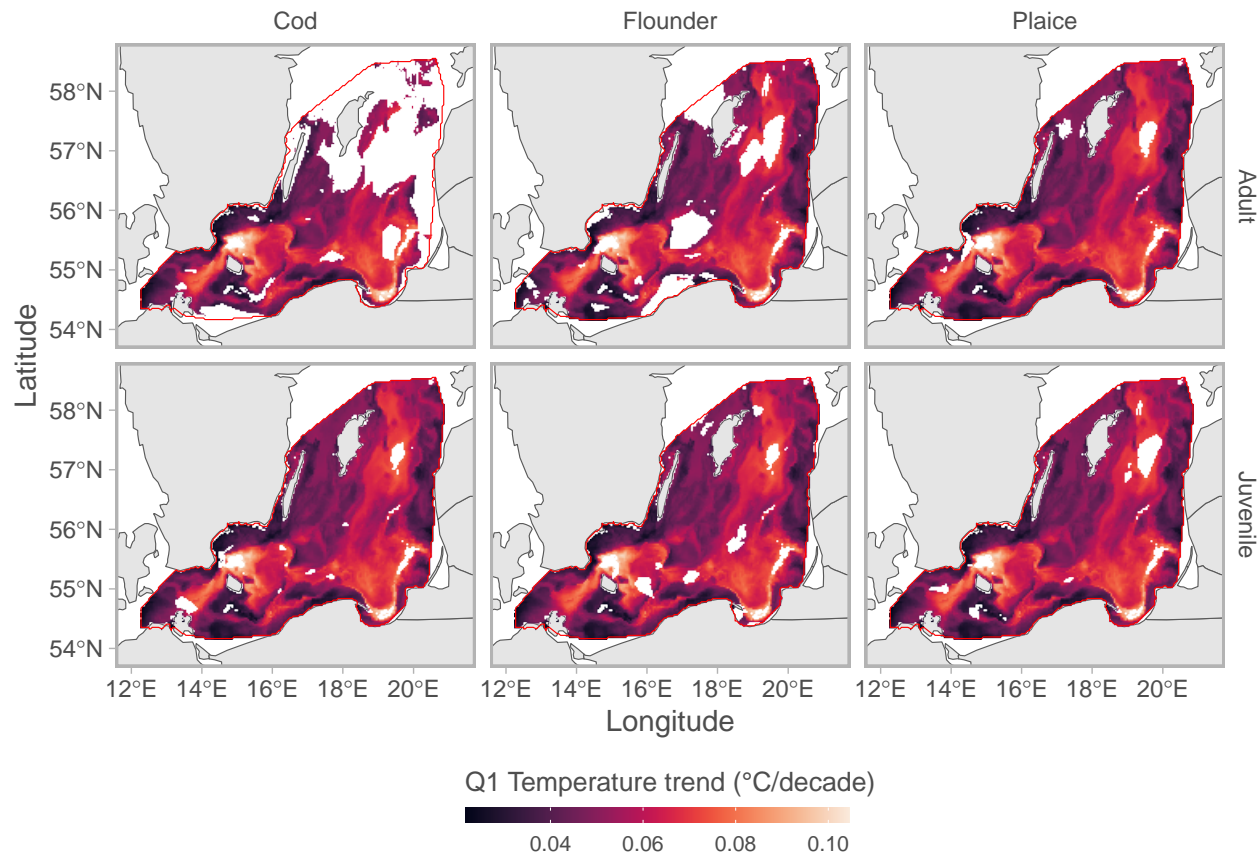 Cod Flounder Plaice
58°N
57°N
56°N
55°N
54°N
Adult
58°N
57°N
56°N
55°N
54°N
Juvenile
Latitude
12°E 14°E 16°E 18°E 20°E 12°E 14°E 16°E 18°E 20°E 12°E 14°E 16°E 18°E 20°E
Longitude
Q1 Temperature trend (°C/decade)
0.04 0.06 0.08 0.10